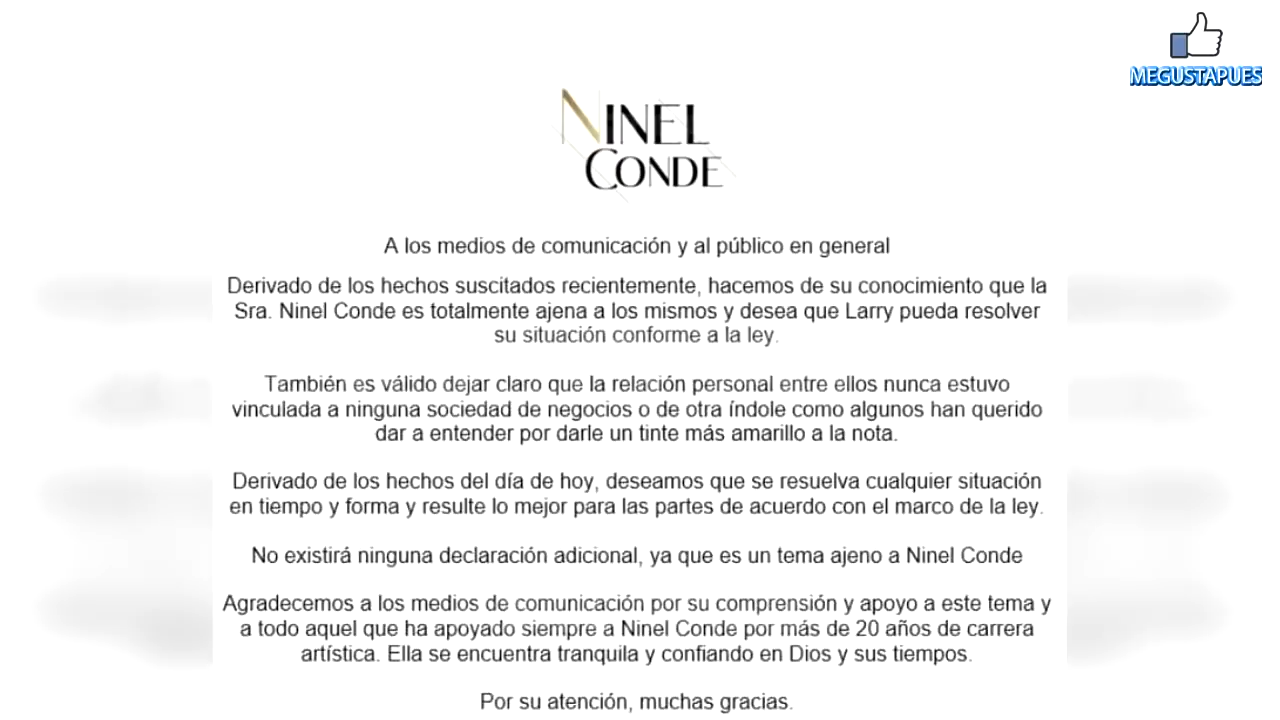 MEGUSTAPUES
NINEL
CONDE
A los medios de comunicación y al público en general
Derivado de los hechos suscitados recientemente, hacemos de su conocimiento que la
Sra. Ninel Conde es totalmente ajena a los mismos y desea que Larry pueda resolver
su situación conforme a la ley.
También es válido dejar claro que la relación personal entre ellos nunca estuvo
vinculada a ninguna sociedad de negocios o de otra índole como algunos han querido
dar a entender por darle un tinte más amarillo a la nota.
Derivado de los hechos del día de hoy, deseamos que se resuelva cualquier situación
en tiempo y forma y resulte lo mejor para las partes de acuerdo con el marco de la ley.
No existirá ninguna declaración adicional, ya que es un tema ajeno a Ninel Conde
Agradecemos a los medios de comunicación por su comprensión y apoyo a este tema y
a todo aquel que ha apoyado siempre a Ninel Conde por más de 20 años de carrera
artística. Ella se encuentra tranquila y confiando en Dios y sus tiempos.
Por su atención, muchas gracias.